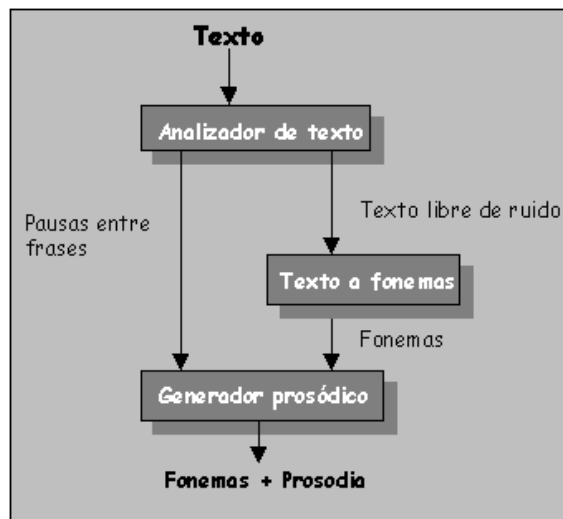 Texto
Analizador de texto
Pausas entre
frases
Texto libre de ruido
Texto a fonemas
Fonemas
Generador prosódico
Fonemas + Prosodia